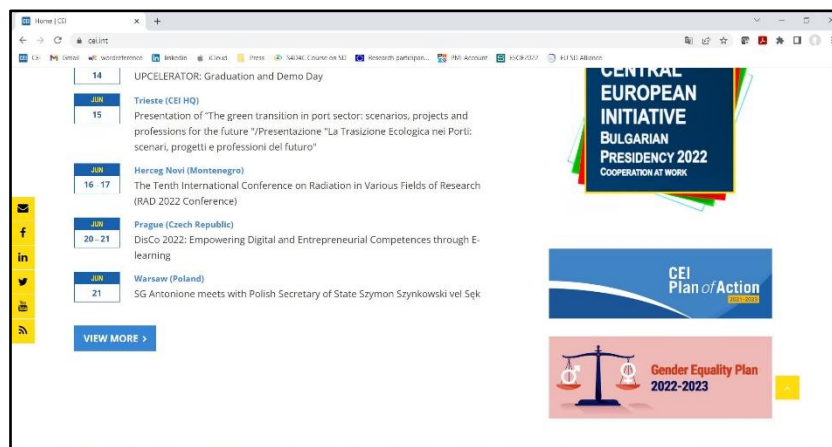 Home | CEI
cei.int
CEI Gmail wordreference linkedin iCloud Press S4D4C Course on SD Research participan... PMI Account ESOF2022 EU SD Alliance
14
UPCELERATOR: Graduation and Demo Day
JUN
15
Trieste (CEI HQ)
Presentation of "The green transition in port sector: scenarios, projects and
professions for the future "/Presentazione "La Trasizione Ecologica nei Porti:
scenari, progetti e professioni del futuro"
JUN
16 - 17
Herceg Novi (Montenegro)
The Tenth International Conference on Radiation in Various Fields of Research
(RAD 2022 Conference)
JUN
20 - 21
Prague (Czech Republic)
DisCo 2022: Empowering Digital and Entrepreneurial Competences through E-
learning
JUN
21
Warsaw (Poland)
SG Antonione meets with Polish Secretary of State Szymon Szynkowski vel Sęk
VIEW MORE >
CENTRAL
EUROPEAN
INITIATIVE
BULGARIAN
PRESIDENCY 2022
COOPERATION AT WORK
CEI
Plan of Action
2021-2023
Gender Equality Plan
2022-2023